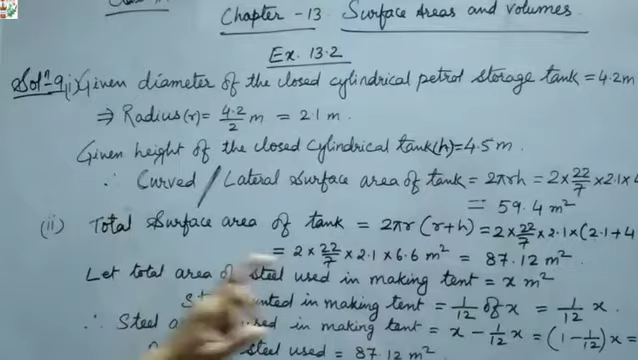 Chapter-13 Surface Areas and volumes.
Ex. 13.2
Solⁿ-9(i) Given diameter of the closed cylindrical petrol storage tank = 4.2m
⇒ Radius(r)= 4.2/2 m = 2.1 m.
Given height of the closed cylindrical tank(h)=4.5m
∴ Curved / Lateral surface area of tank = 2πrh = 2×22/7×2.1×4
= 59.4 m²
(ii) Total Surface area of tank = 2πr (r+h) = 2×22/7×2.1×(2.1+4
= 2×22/7×2.1×6.6 m² = 87.12 m².
Let total area of steel used in making tent = x m²
in making tent = 1/12 of x = 1/12 x.
∴ Steel used in making tent = x - 1/12 x = (1-1/12)x =
steel used = 87.12 m².